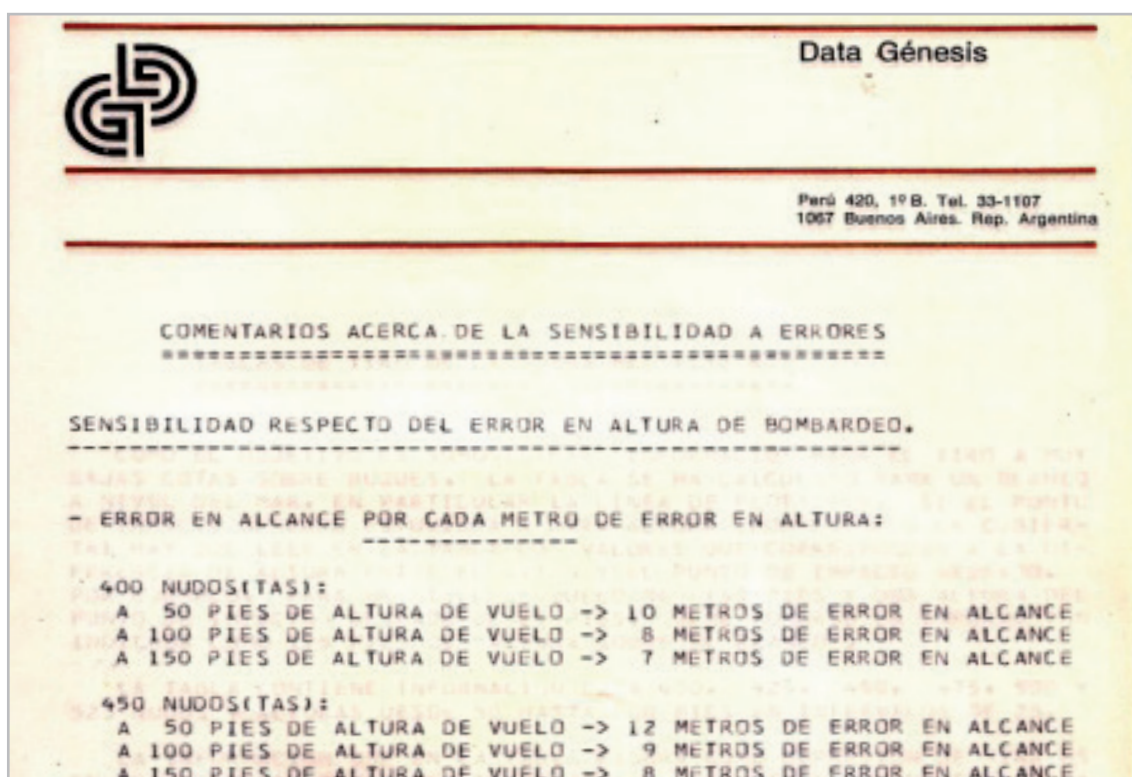 Data Génesis
Perú 420, 1º B. Tel. 33-1107
1067 Buenos Aires. Rep. Argentina
COMENTARIOS ACERCA DE LA SENSIBILIDAD A ERRORES
===============================================
SENSIBILIDAD RESPECTO DEL ERROR EN ALTURA DE BOMBARDEO.
-------------------------------------------------------
- ERROR EN ALCANCE POR CADA METRO DE ERROR EN ALTURA:
--------------
400 NUDOS(TAS):
A 50 PIES DE ALTURA DE VUELO -> 10 METROS DE ERROR EN ALCANCE
A 100 PIES DE ALTURA DE VUELO -> 8 METROS DE ERROR EN ALCANCE
A 150 PIES DE ALTURA DE VUELO -> 7 METROS DE ERROR EN ALCANCE
450 NUDOS(TAS):
A 50 PIES DE ALTURA DE VUELO -> 12 METROS DE ERROR EN ALCANCE
A 100 PIES DE ALTURA DE VUELO -> 9 METROS DE ERROR EN ALCANCE
A 150 PIES DE ALTURA DE VUELO -> 8 METROS DE ERROR EN ALCANCE